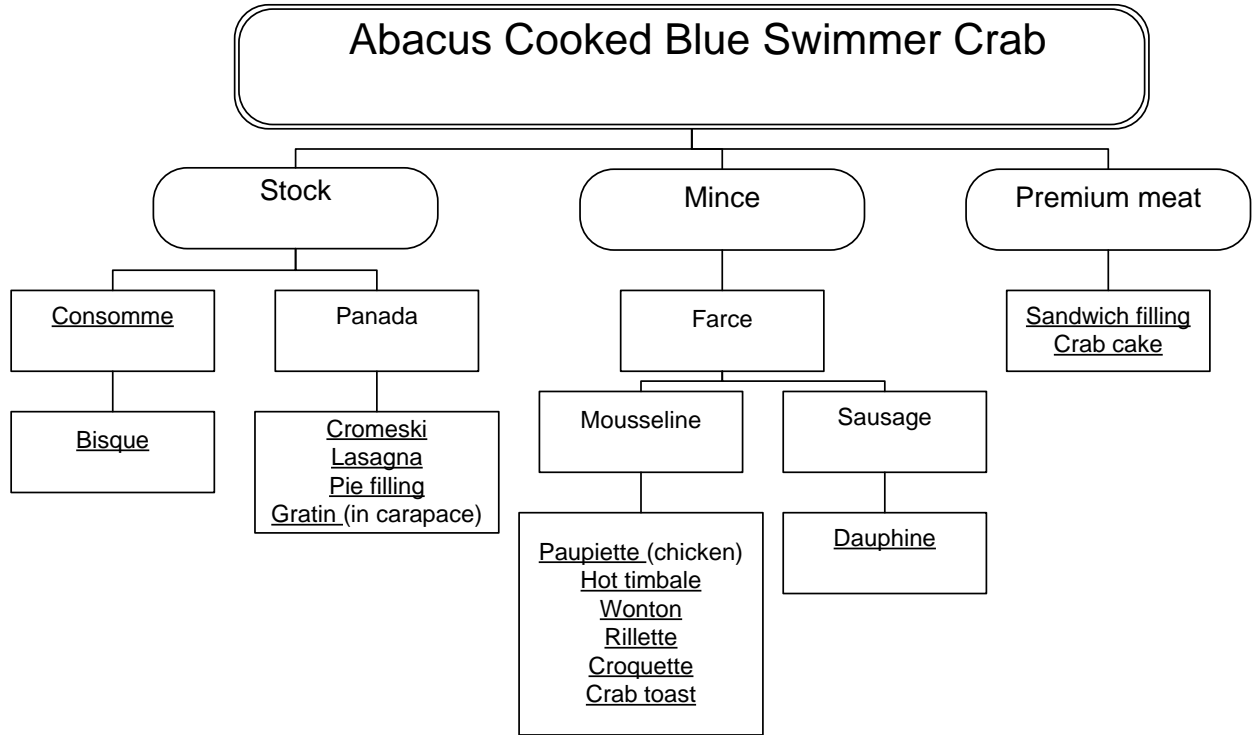 Abacus Cooked Blue Swimmer Crab
Stock
Mince
Premium meat
Consomme
Panada
Farce
Sandwich filling
Crab cake
Bisque
Cromeski
Lasagna
Pie filling
Gratin (in carapace)
Mousseline
Sausage
Paupiette (chicken)
Hot timbale
Wonton
Rillette
Croquette
Crab toast
Dauphine